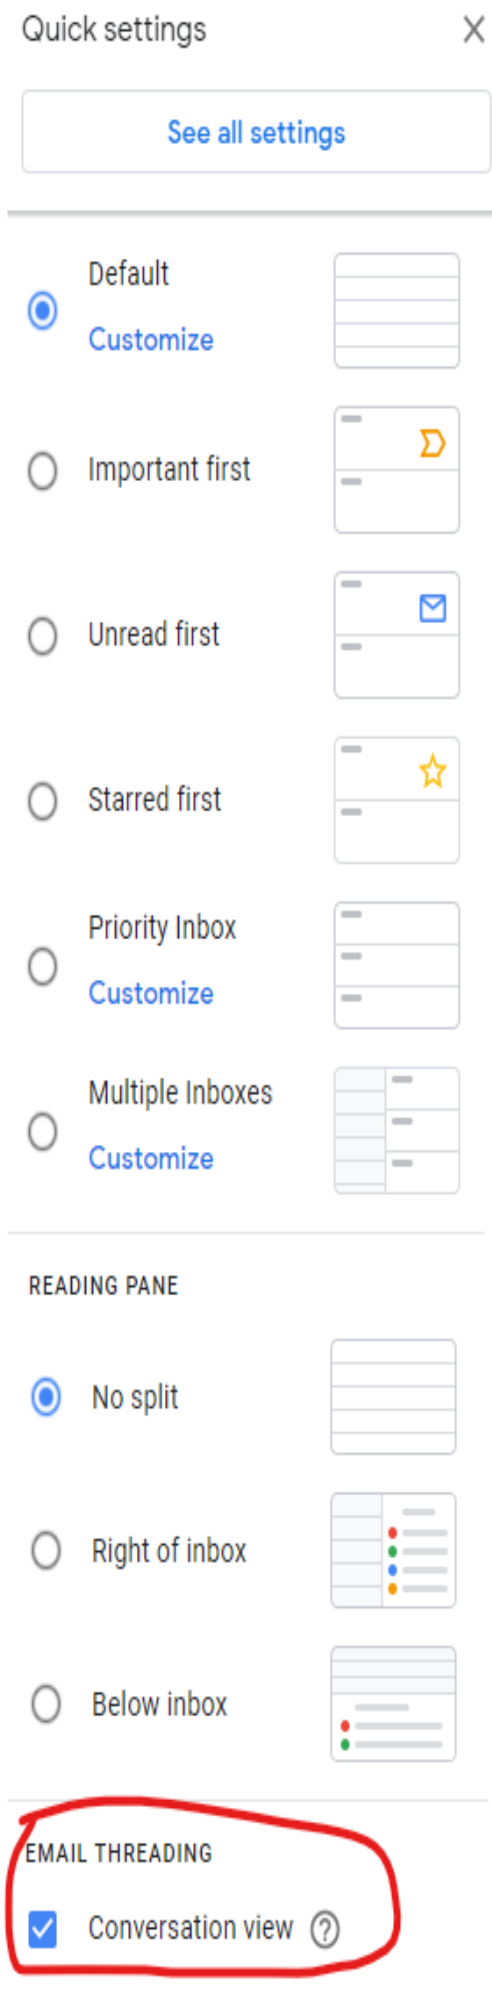 Quick settings
See all settings
Default
Customize
Important first
Unread first
Starred first
Priority Inbox
Customize
Multiple Inboxes
Customize
READING PANE
No split
Right of inbox
Below inbox
EMAIL THREADING
Conversation view ?